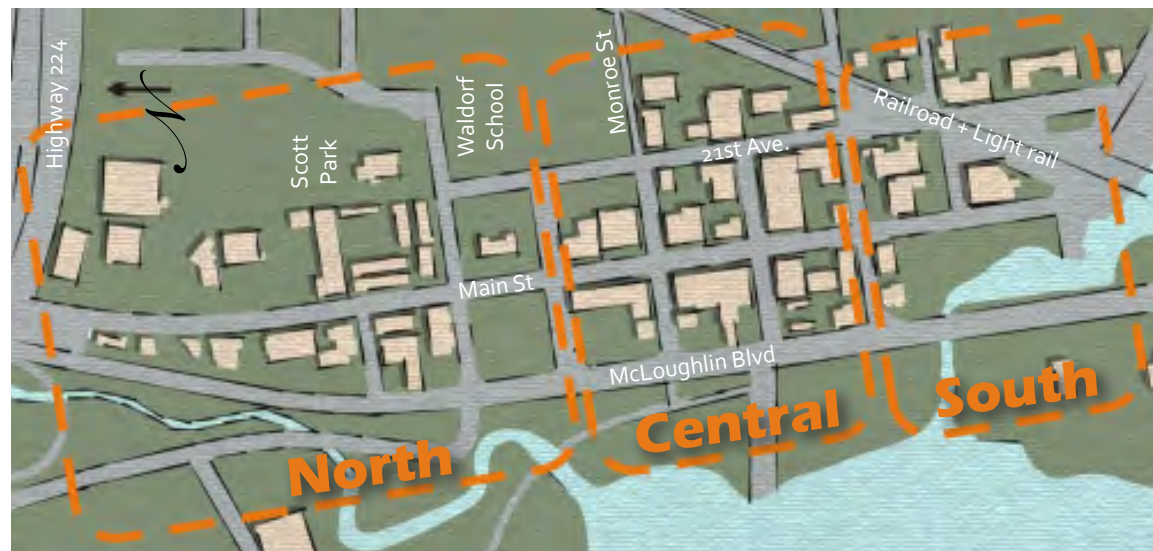 Highway 224
N
Scott
Park
Waldorf
School
Monroe St
21st Ave.
Railroad + Light rail
Main St
McLoughlin Blvd
North
Central
South